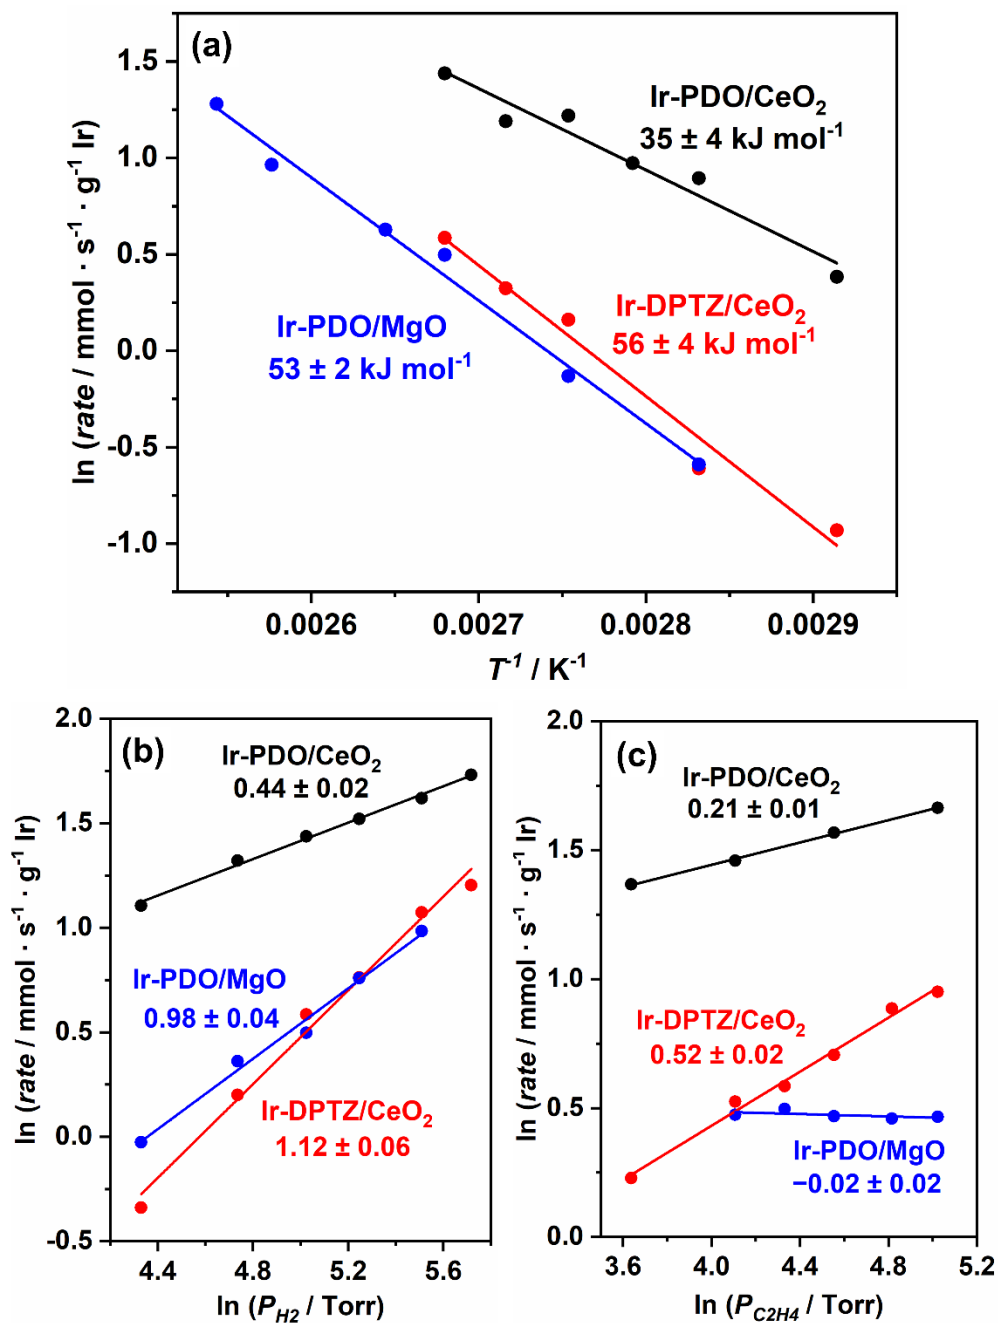 (a)
1.5
1.0
0.5
0.0
-0.5
-1.0
ln (rate / mmol · s⁻¹ · g⁻¹ Ir)
Ir-PDO/CeO₂
35 ± 4 kJ mol⁻¹
Ir-PDO/MgO
53 ± 2 kJ mol⁻¹
Ir-DPTZ/CeO₂
56 ± 4 kJ mol⁻¹
0.0026 0.0027 0.0028 0.0029
T⁻¹ / K⁻¹
(b)
2.0
1.5
1.0
0.5
0.0
-0.5
ln (rate / mmol · s⁻¹ · g⁻¹ Ir)
Ir-PDO/CeO₂
0.44 ± 0.02
Ir-PDO/MgO
0.98 ± 0.04
Ir-DPTZ/CeO₂
1.12 ± 0.06
4.4 4.8 5.2 5.6
ln (P_H2 / Torr)
(c)
2.0
1.5
1.0
0.5
0.0
ln (rate / mmol · s⁻¹ · g⁻¹ Ir)
Ir-PDO/CeO₂
0.21 ± 0.01
Ir-DPTZ/CeO₂
0.52 ± 0.02
Ir-PDO/MgO
−0.02 ± 0.02
3.6 4.0 4.4 4.8 5.2
ln (P_C2H4 / Torr)